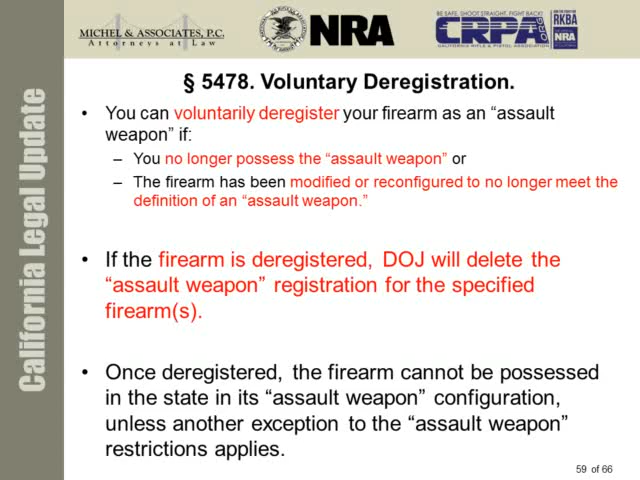 MICHEL & ASSOCIATES, P.C.
Attorneys at Law
NRA
BE SAFE, SHOOT STRAIGHT, FIGHT BACK!
CRPA.ORG
CALIFORNIA RIFLE & PISTOL ASSOCIATION
RKBA
NRA
California Legal Update
§ 5478. Voluntary Deregistration.
• You can voluntarily deregister your firearm as an “assault
weapon” if:
– You no longer possess the “assault weapon” or
– The firearm has been modified or reconfigured to no longer meet the
definition of an “assault weapon.”
• If the firearm is deregistered, DOJ will delete the
“assault weapon” registration for the specified
firearm(s).
• Once deregistered, the firearm cannot be possessed
in the state in its “assault weapon” configuration,
unless another exception to the “assault weapon”
restrictions applies.
59 of 66